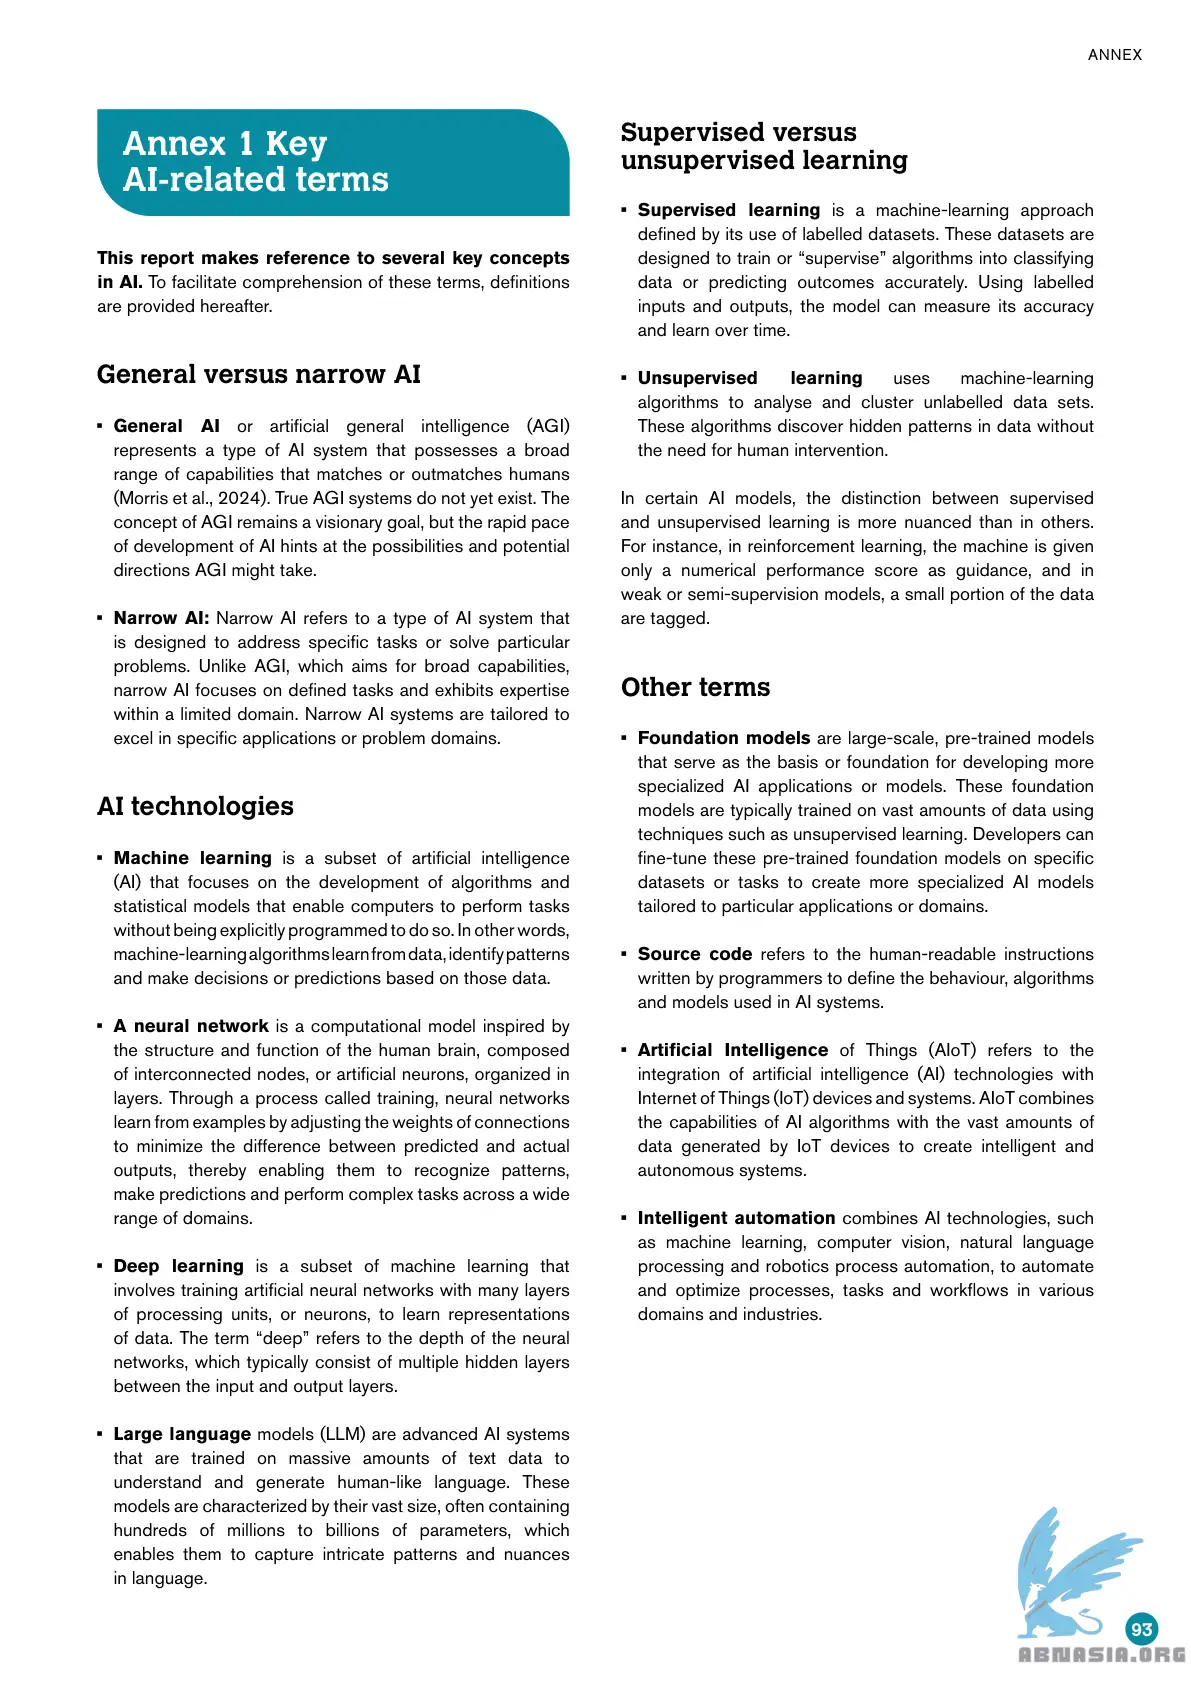 ANNEX
Annex 1 Key
AI-related terms
This report makes reference to several key concepts
in AI. To facilitate comprehension of these terms, definitions
are provided hereafter.
General versus narrow AI
▪ General AI or artificial general intelligence (AGI)
represents a type of AI system that possesses a broad
range of capabilities that matches or outmatches humans
(Morris et al., 2024). True AGI systems do not yet exist. The
concept of AGI remains a visionary goal, but the rapid pace
of development of AI hints at the possibilities and potential
directions AGI might take.
▪ Narrow AI: Narrow AI refers to a type of AI system that
is designed to address specific tasks or solve particular
problems. Unlike AGI, which aims for broad capabilities,
narrow AI focuses on defined tasks and exhibits expertise
within a limited domain. Narrow AI systems are tailored to
excel in specific applications or problem domains.
AI technologies
▪ Machine learning is a subset of artificial intelligence
(AI) that focuses on the development of algorithms and
statistical models that enable computers to perform tasks
without being explicitly programmed to do so. In other words,
machine-learning algorithms learn from data, identify patterns
and make decisions or predictions based on those data.
▪ A neural network is a computational model inspired by
the structure and function of the human brain, composed
of interconnected nodes, or artificial neurons, organized in
layers. Through a process called training, neural networks
learn from examples by adjusting the weights of connections
to minimize the difference between predicted and actual
outputs, thereby enabling them to recognize patterns,
make predictions and perform complex tasks across a wide
range of domains.
▪ Deep learning is a subset of machine learning that
involves training artificial neural networks with many layers
of processing units, or neurons, to learn representations
of data. The term “deep” refers to the depth of the neural
networks, which typically consist of multiple hidden layers
between the input and output layers.
▪ Large language models (LLM) are advanced AI systems
that are trained on massive amounts of text data to
understand and generate human-like language. These
models are characterized by their vast size, often containing
hundreds of millions to billions of parameters, which
enables them to capture intricate patterns and nuances
in language.
Supervised versus
unsupervised learning
▪ Supervised learning is a machine-learning approach
defined by its use of labelled datasets. These datasets are
designed to train or “supervise” algorithms into classifying
data or predicting outcomes accurately. Using labelled
inputs and outputs, the model can measure its accuracy
and learn over time.
▪ Unsupervised learning uses machine-learning
algorithms to analyse and cluster unlabelled data sets.
These algorithms discover hidden patterns in data without
the need for human intervention.
In certain AI models, the distinction between supervised
and unsupervised learning is more nuanced than in others.
For instance, in reinforcement learning, the machine is given
only a numerical performance score as guidance, and in
weak or semi-supervision models, a small portion of the data
are tagged.
Other terms
▪ Foundation models are large-scale, pre-trained models
that serve as the basis or foundation for developing more
specialized AI applications or models. These foundation
models are typically trained on vast amounts of data using
techniques such as unsupervised learning. Developers can
fine-tune these pre-trained foundation models on specific
datasets or tasks to create more specialized AI models
tailored to particular applications or domains.
▪ Source code refers to the human-readable instructions
written by programmers to define the behaviour, algorithms
and models used in AI systems.
▪ Artificial Intelligence of Things (AIoT) refers to the
integration of artificial intelligence (AI) technologies with
Internet of Things (IoT) devices and systems. AIoT combines
the capabilities of AI algorithms with the vast amounts of
data generated by IoT devices to create intelligent and
autonomous systems.
▪ Intelligent automation combines AI technologies, such
as machine learning, computer vision, natural language
processing and robotics process automation, to automate
and optimize processes, tasks and workflows in various
domains and industries.
93
ABNASIA.ORG